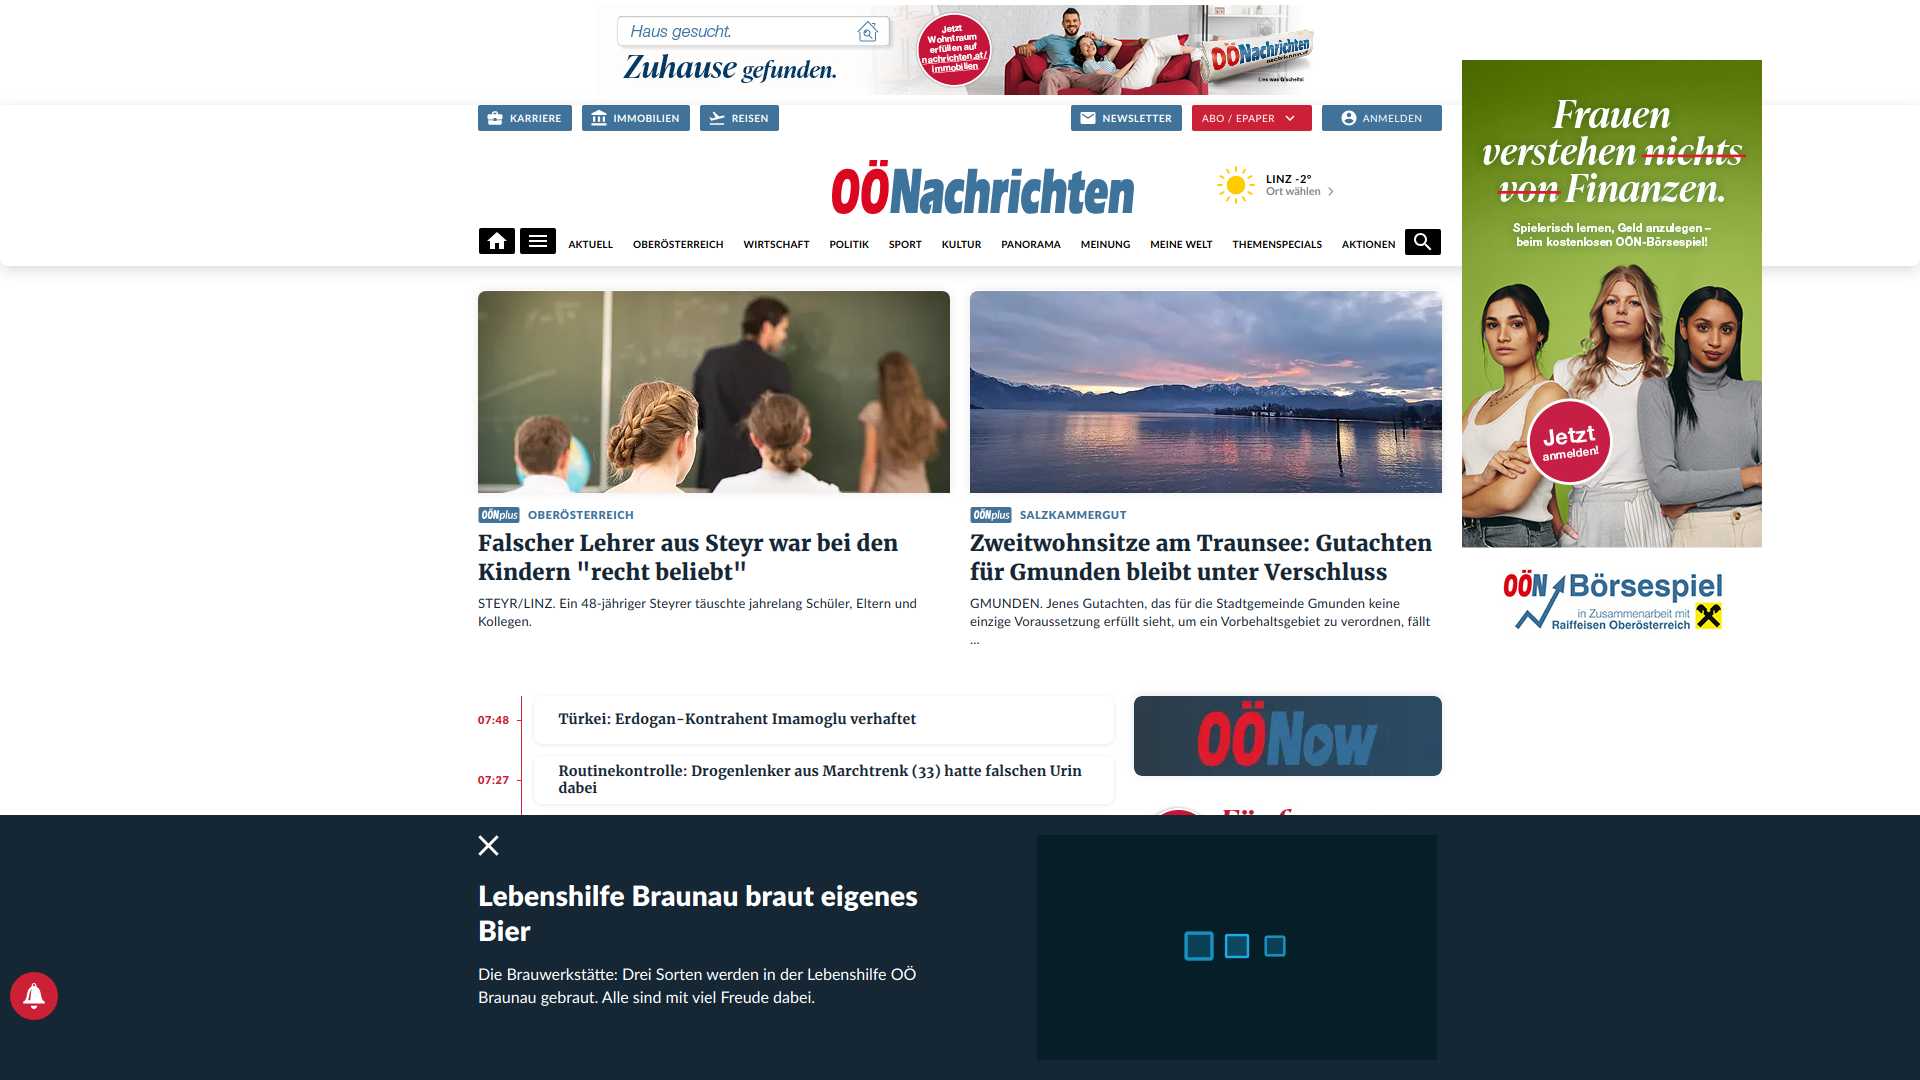 Haus gesucht.
Zuhause gefunden.
Jetzt
Wohntraum
erfüllen auf
nachrichten.at/
immobilien
OÖNachrichten
Lies was G'scheits!
KARRIERE
IMMOBILIEN
REISEN
NEWSLETTER
ABO / EPAPER
ANMELDEN
OÖNachrichten
LINZ -2°
Ort wählen
AKTUELL
OBERÖSTERREICH
WIRTSCHAFT
POLITIK
SPORT
KULTUR
PANORAMA
MEINUNG
MEINE WELT
THEMENSPECIALS
AKTIONEN
Frauen
verstehen nichts
von Finanzen.
Spielerisch lernen, Geld anzulegen –
beim kostenlosen OÖN-Börsespiel!
Jetzt
anmelden!
OÖN Börsespiel
in Zusammenarbeit mit
Raiffeisen Oberösterreich
OÖNplus OBERÖSTERREICH
Falscher Lehrer aus Steyr war bei den
Kindern "recht beliebt"
STEYR/LINZ. Ein 48-jähriger Steyrer täuschte jahrelang Schüler, Eltern und
Kollegen.
OÖNplus SALZKAMMERGUT
Zweitwohnsitze am Traunsee: Gutachten
für Gmunden bleibt unter Verschluss
GMUNDEN. Jenes Gutachten, das für die Stadtgemeinde Gmunden keine
einzige Voraussetzung erfüllt sieht, um ein Vorbehaltsgebiet zu verordnen, fällt
...
07:48
Türkei: Erdogan-Kontrahent Imamoglu verhaftet
07:27
Routinekontrolle: Drogenlenker aus Marchtrenk (33) hatte falschen Urin
dabei
OÖNow
Lebenshilfe Braunau braut eigenes
Bier
Die Brauwerkstätte: Drei Sorten werden in der Lebenshilfe OÖ
Braunau gebraut. Alle sind mit viel Freude dabei.